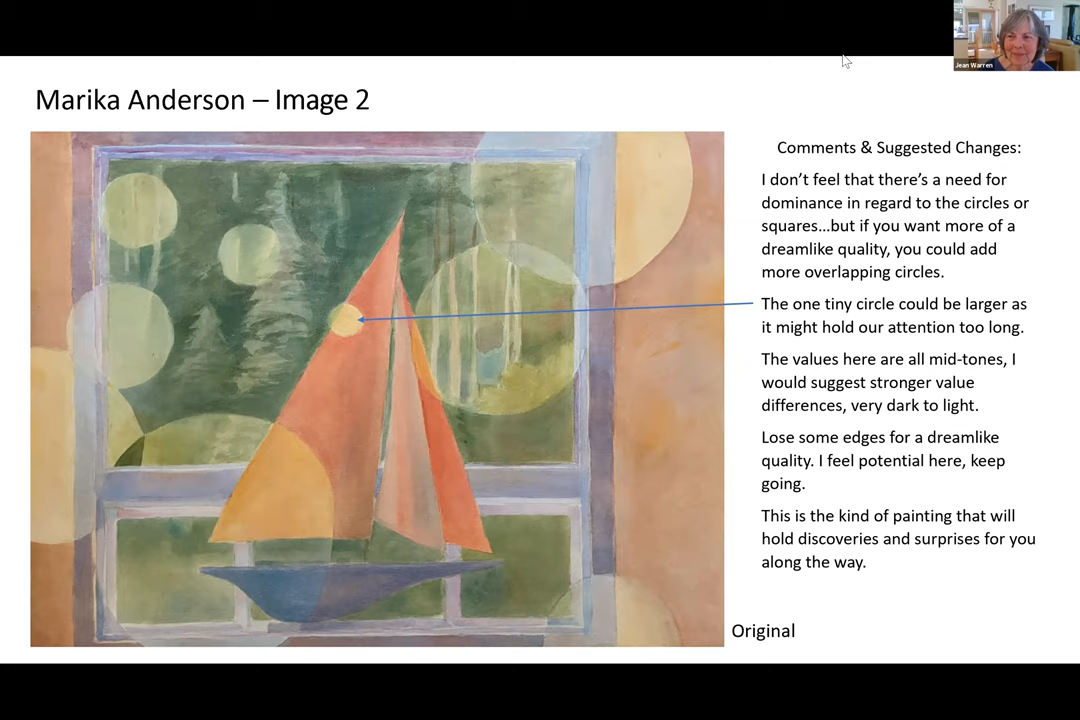 Jean Warren
Marika Anderson – Image 2
Comments & Suggested Changes:
I don't feel that there's a need for
dominance in regard to the circles or
squares...but if you want more of a
dreamlike quality, you could add
more overlapping circles.
The one tiny circle could be larger as
it might hold our attention too long.
The values here are all mid-tones, I
would suggest stronger value
differences, very dark to light.
Lose some edges for a dreamlike
quality. I feel potential here, keep
going.
This is the kind of painting that will
hold discoveries and surprises for you
along the way.
Original